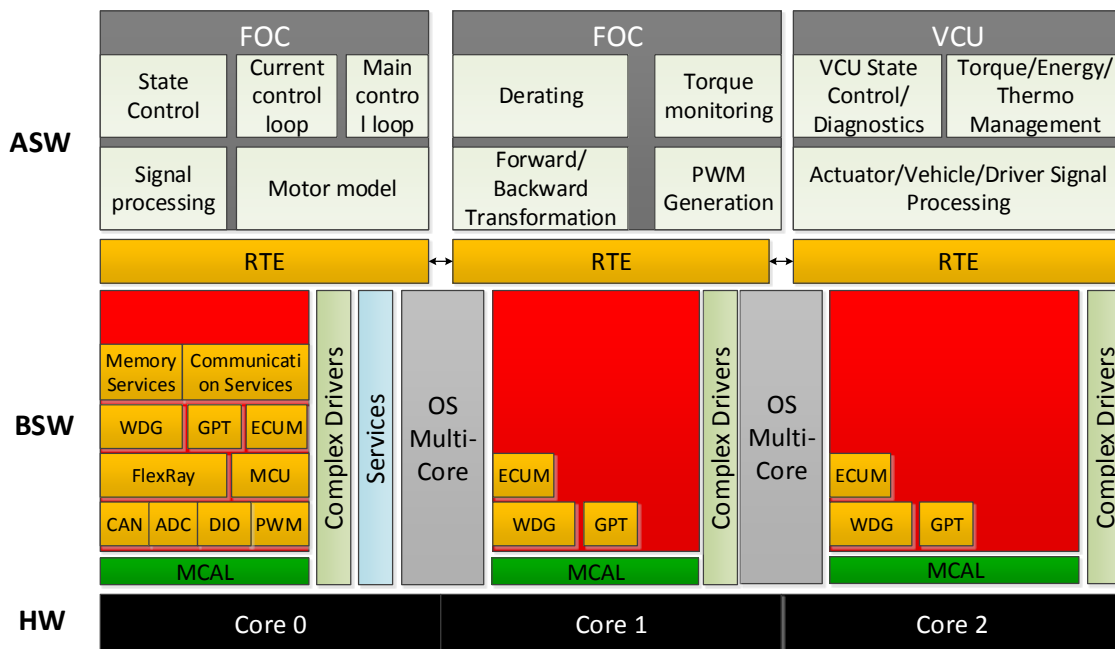 FOC
State
Control
Current
control
loop
Main
contro
l loop
Signal
processing
Motor model
FOC
Derating
Torque
monitoring
Forward/
Backward
Transformation
PWM
Generation
VCU
VCU State
Control/
Diagnostics
Torque/Energy/
Thermo
Management
Actuator/Vehicle/Driver Signal
Processing
ASW
RTE
RTE
RTE
BSW
Memory
Services
Communicati
on Services
WDG
GPT
ECUM
FlexRay
MCU
CAN
ADC
DIO
PWM
MCAL
Complex Drivers
Services
OS
Multi-
Core
ECUM
WDG
GPT
MCAL
Complex Drivers
OS
Multi-
Core
ECUM
WDG
GPT
MCAL
Complex Drivers
HW
Core 0
Core 1
Core 2